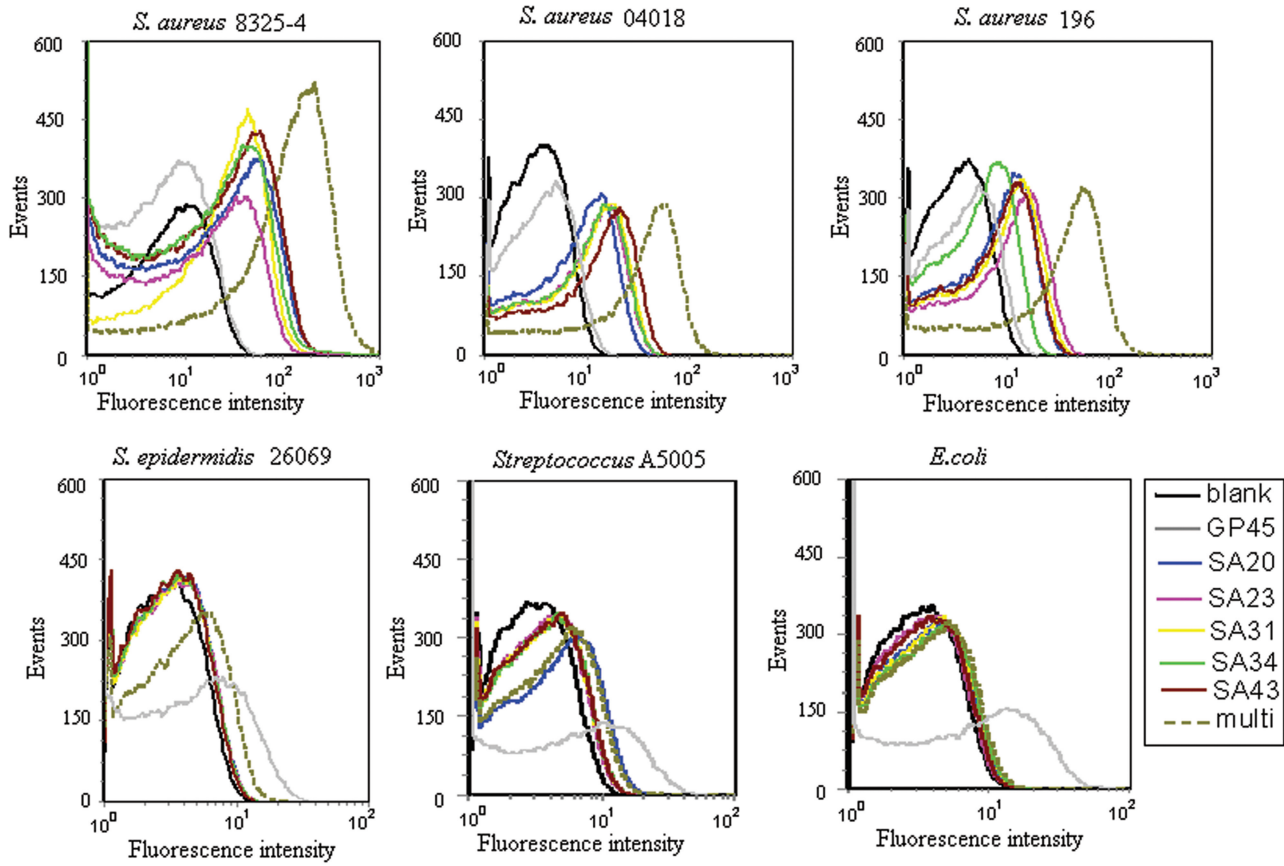 S. aureus 8325-4
S. aureus 04018
S. aureus 196
600
450
300
150
0
Events
10^0 10^1 10^2 10^3
Fluorescence intensity
600
450
300
150
0
Events
10^0 10^1 10^2 10^3
Fluorescence intensity
600
450
300
150
0
Events
10^0 10^1 10^2 10^3
Fluorescence intensity
S. epidermidis 26069
Streptococcus A5005
E.coli
600
450
300
150
0
Events
10^0 10^1 10^2
Fluorescence intensity
600
450
300
150
0
Events
10^0 10^1 10^2
Fluorescence intensity
600
450
300
150
0
Events
10^0 10^1 10^2
Fluorescence intensity
blank
GP45
SA20
SA23
SA31
SA34
SA43
multi